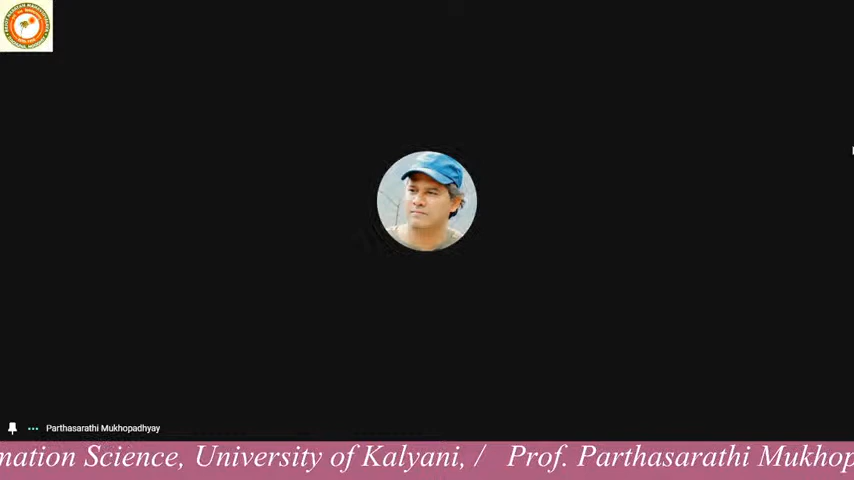 Parthasarathi Mukhopadhyay
mation Science, University of Kalyani, / Prof. Parthasarathi Mukhop